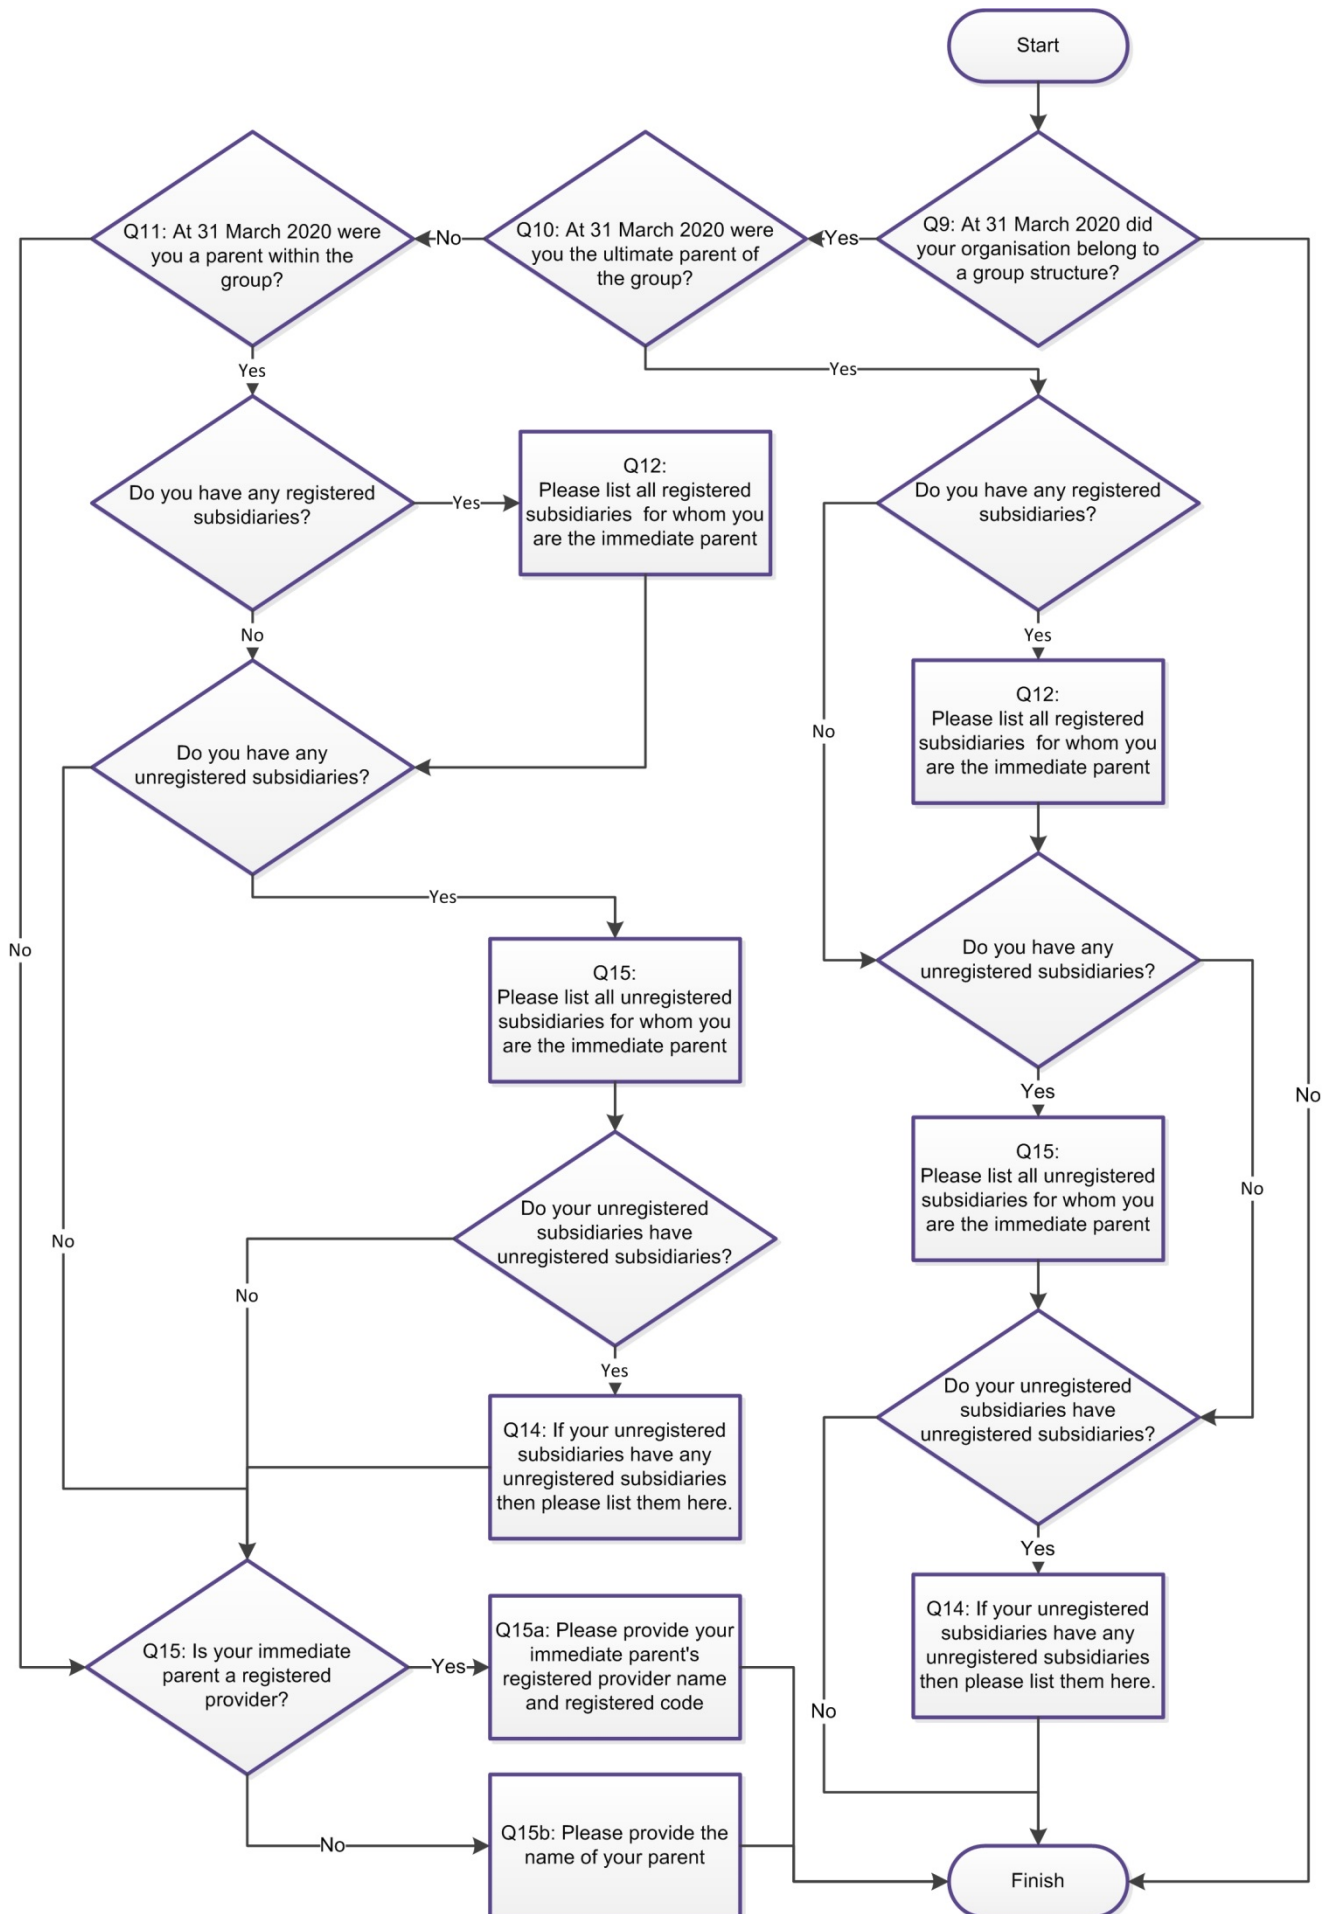 Start
Q9: At 31 March 2020 did
your organisation belong to
a group structure?
Yes
Q10: At 31 March 2020 were
you the ultimate parent of
the group?
No
Q11: At 31 March 2020 were
you a parent within the
group?
Yes
Yes
Do you have any registered
subsidiaries?
Yes
Q12:
Please list all registered
subsidiaries for whom you
are the immediate parent
No
Do you have any
unregistered subsidiaries?
Yes
No
Q15:
Please list all unregistered
subsidiaries for whom you
are the immediate parent
Do your unregistered
subsidiaries have
unregistered subsidiaries?
No
No
Yes
Q14: If your unregistered
subsidiaries have any
unregistered subsidiaries
then please list them here.
Q15: Is your immediate
parent a registered
provider?
Yes
Q15a: Please provide your
immediate parent's
registered provider name
and registered code
No
Q15b: Please provide the
name of your parent
Do you have any registered
subsidiaries?
Yes
No
Q12:
Please list all registered
subsidiaries for whom you
are the immediate parent
Do you have any
unregistered subsidiaries?
Yes
No
No
Q15:
Please list all unregistered
subsidiaries for whom you
are the immediate parent
Do your unregistered
subsidiaries have
unregistered subsidiaries?
Yes
Q14: If your unregistered
subsidiaries have any
unregistered subsidiaries
then please list them here.
No
Finish